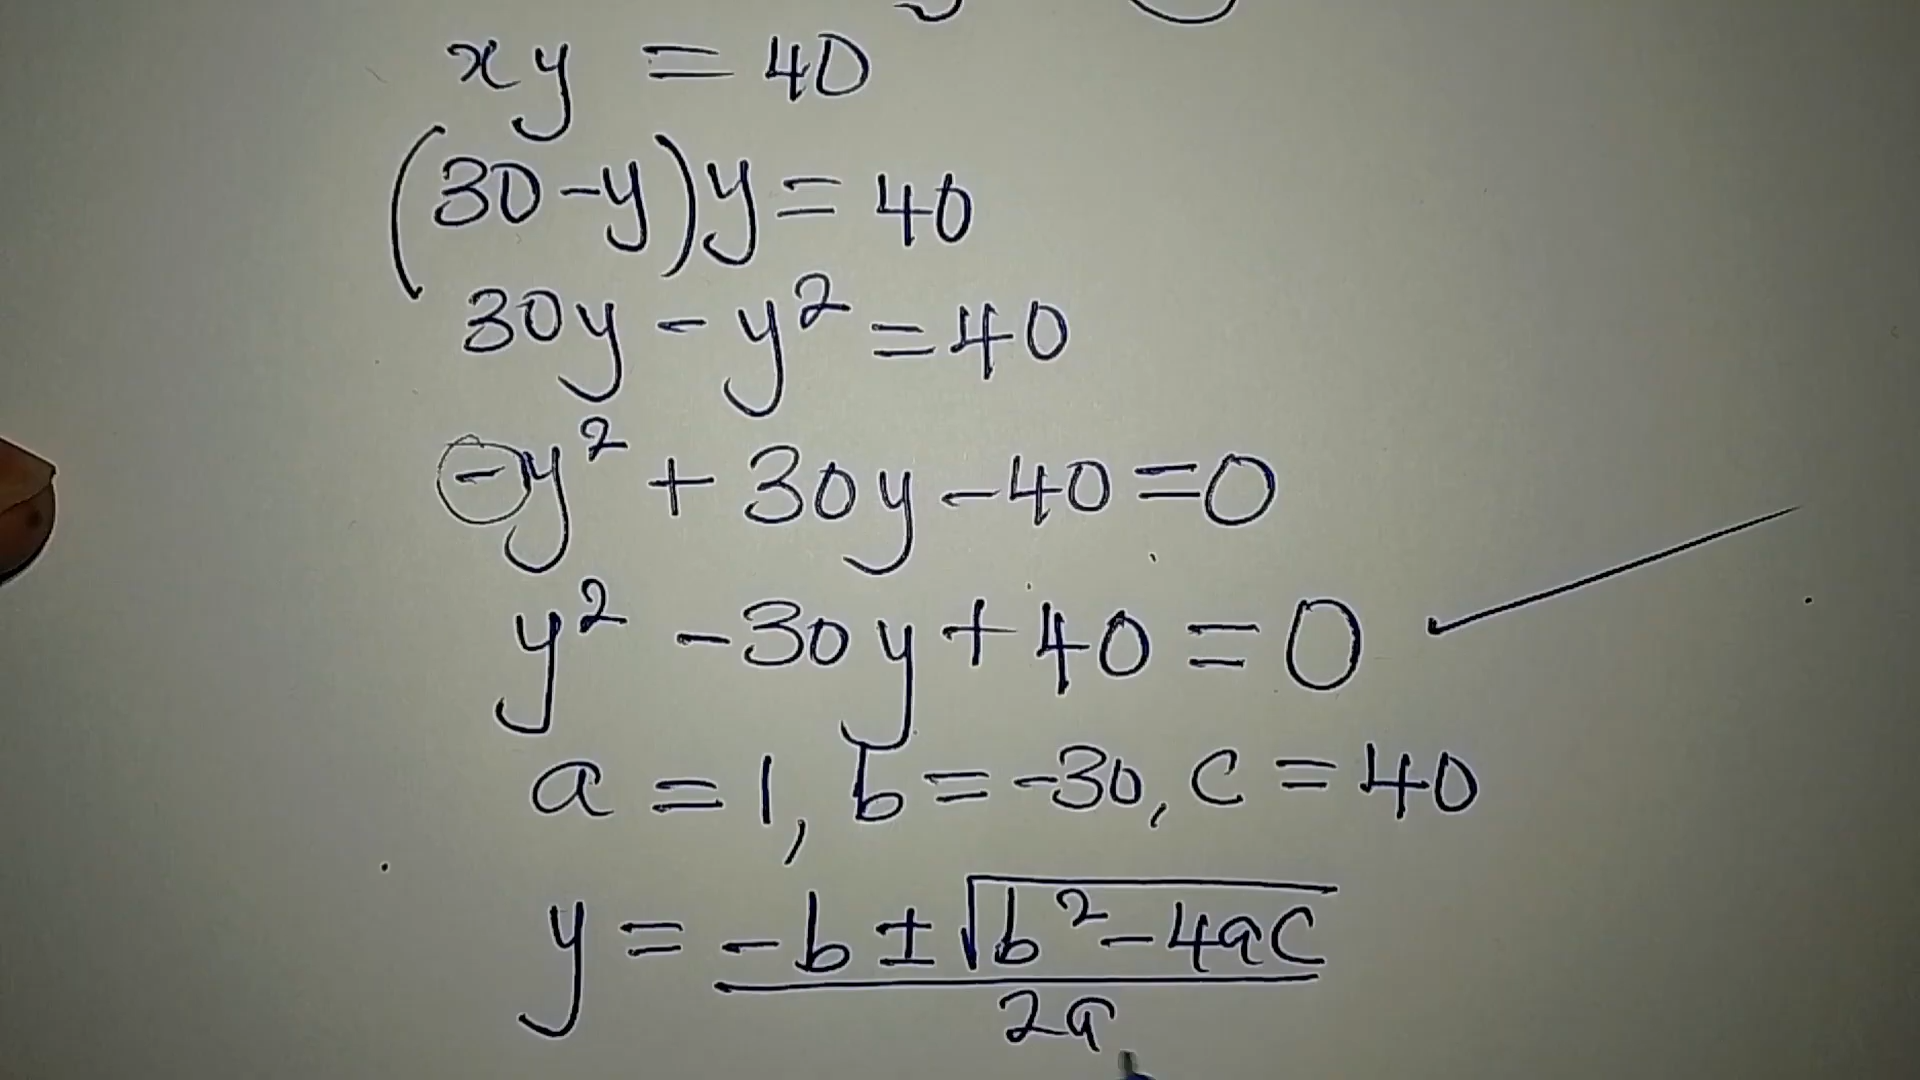 xy = 40
(30-y)y = 40
30y - y² = 40
-y² + 30y - 40 = 0
y² - 30y + 40 = 0
a = 1, b = -30, c = 40
y = (-b ± √(b² - 4ac)) / 2a